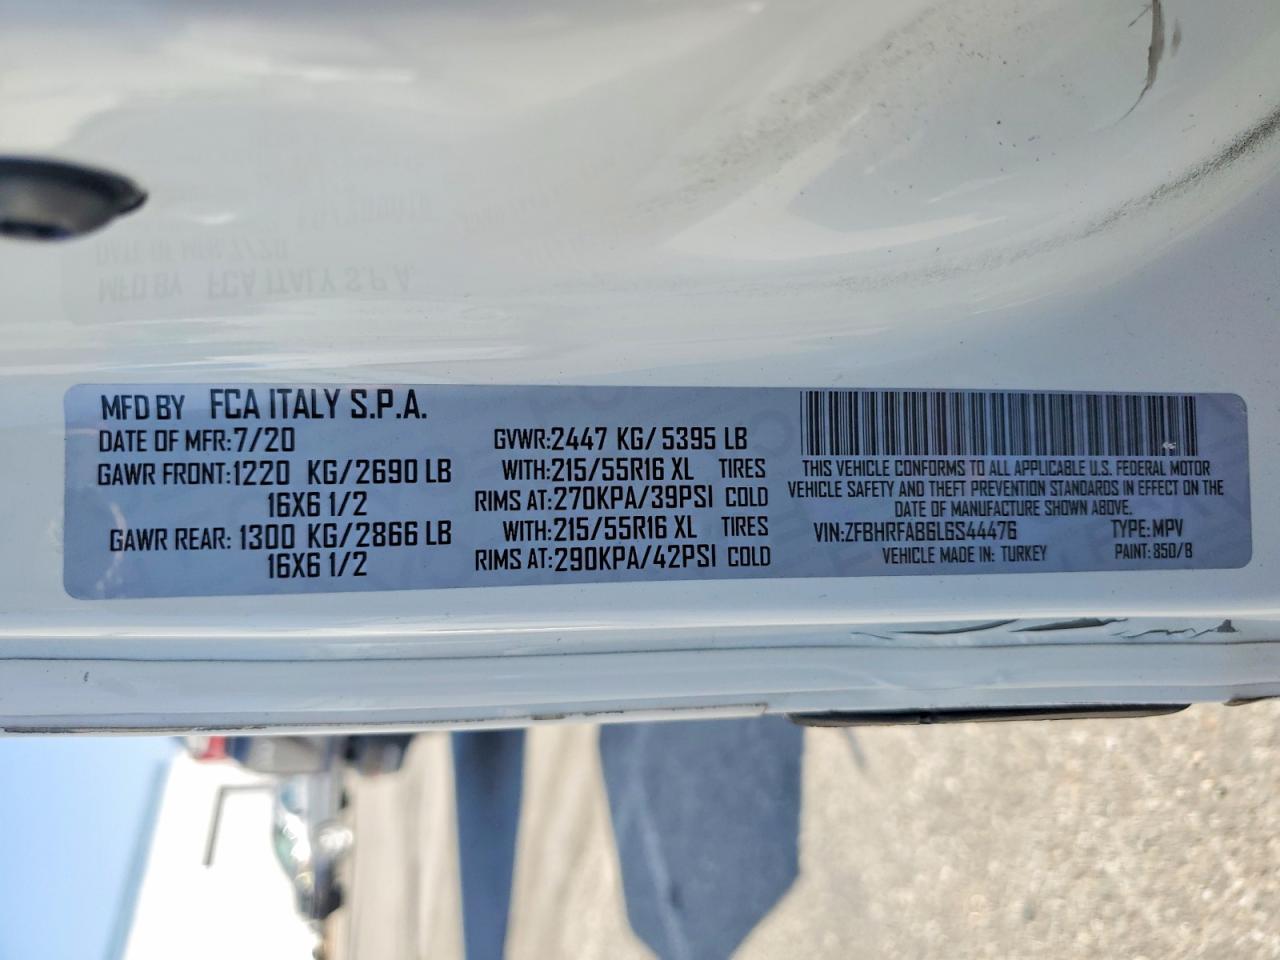 MFD BY FCA ITALY S.P.A.
DATE OF MFR: 7/20
GAWR FRONT: 1220 KG/2690 LB
16X6 1/2
GAWR REAR: 1300 KG/2866 LB
16X6 1/2
GVWR: 2447 KG/ 5395 LB
WITH: 215/55R16 XL TIRES
RIMS AT: 270KPA/39PSI COLD
WITH: 215/55R16 XL TIRES
RIMS AT: 290KPA/42PSI COLD
THIS VEHICLE CONFORMS TO ALL APPLICABLE U.S. FEDERAL MOTOR
VEHICLE SAFETY AND THEFT PREVENTION STANDARDS IN EFFECT ON THE
DATE OF MANUFACTURE SHOWN ABOVE.
VIN: ZFBHRFAB6L6S44476 TYPE: MPV
VEHICLE MADE IN: TURKEY PAINT: 850/B